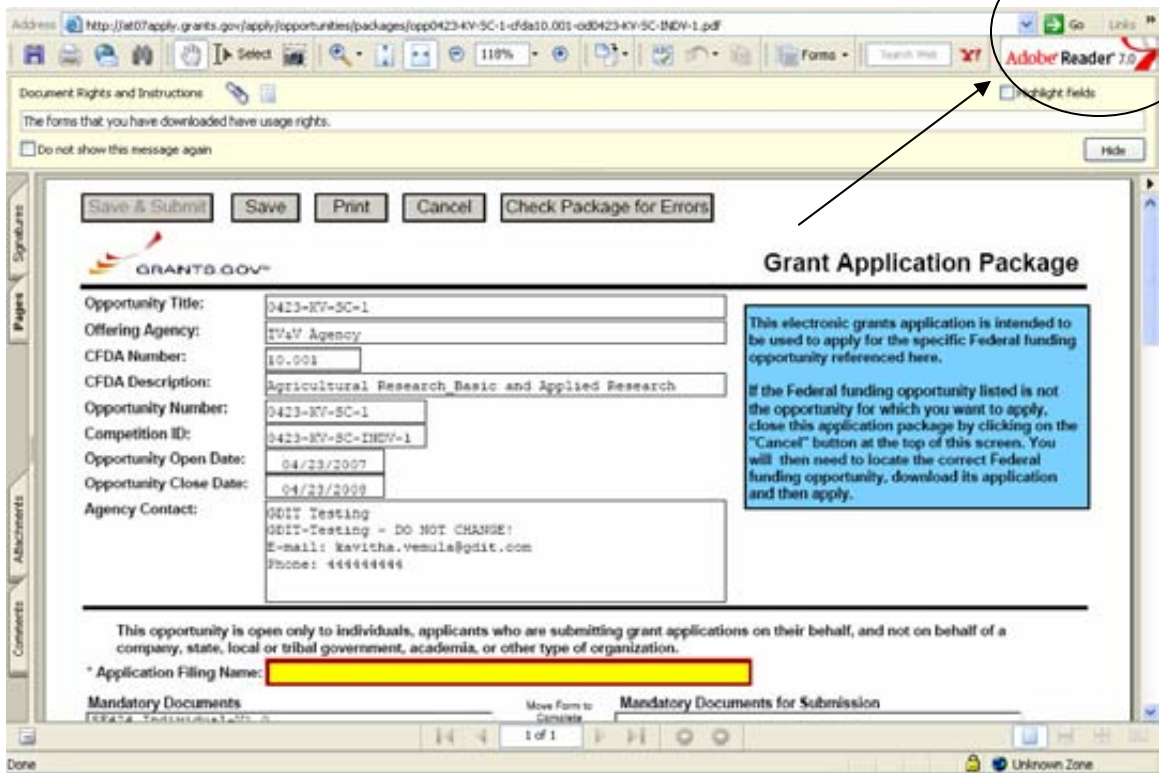 Address http://at07apply.grants.gov/apply/opportunities/packages/opp0423-KV-SC-1-cfda10.001-oid0423-KV-SC-INDV-1.pdf Go Links »
Select 118% Forms Search Web Y! Adobe Reader 7.0
Document Rights and Instructions Highlight fields
The forms that you have downloaded have usage rights.
Do not show this message again Hide
Signatures
Pages
Attachments
Comments
Save & Submit Save Print Cancel Check Package for Errors
GRANTS.GOV℠ Grant Application Package
Opportunity Title: 0423-KV-SC-1
Offering Agency: IV&V Agency
CFDA Number: 10.001
CFDA Description: Agricultural Research_Basic and Applied Research
Opportunity Number: 0423-KV-SC-1
Competition ID: 0423-KV-SC-INDV-1
Opportunity Open Date: 04/23/2007
Opportunity Close Date: 04/23/2008
Agency Contact: GDIT Testing
GDIT-Testing - DO NOT CHANGE!
E-mail: kavitha.vemula@gdit.com
Phone: 444444444
This electronic grants application is intended to
be used to apply for the specific Federal funding
opportunity referenced here.
If the Federal funding opportunity listed is not
the opportunity for which you want to apply,
close this application package by clicking on the
"Cancel" button at the top of this screen. You
will then need to locate the correct Federal
funding opportunity, download its application
and then apply.
This opportunity is open only to individuals, applicants who are submitting grant applications on their behalf, and not on behalf of a
company, state, local or tribal government, academia, or other type of organization.
* Application Filing Name:
Mandatory Documents Move Form to Mandatory Documents for Submission
Complete
1 of 1
Done Unknown Zone